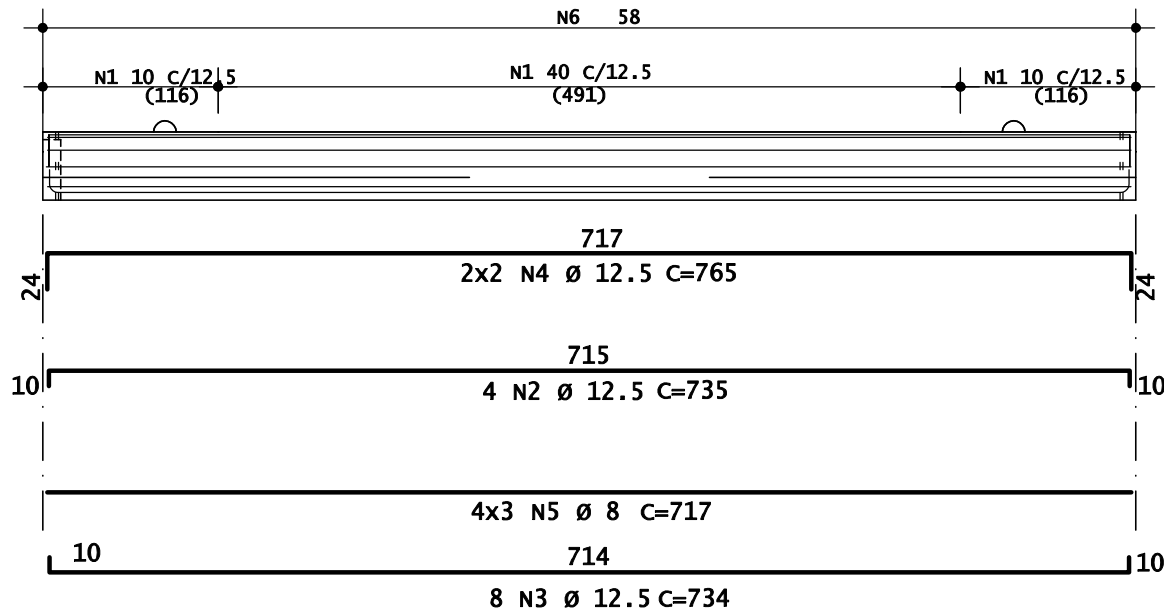 N6 58
N1 10 C/12.5 N1 40 C/12.5 N1 10 C/12.5
(116) (491) (116)
717
24 2x2 N4 Ø 12.5 C=765 24
715
10 4 N2 Ø 12.5 C=735 10
4x3 N5 Ø 8 C=717
10 714 10
8 N3 Ø 12.5 C=734